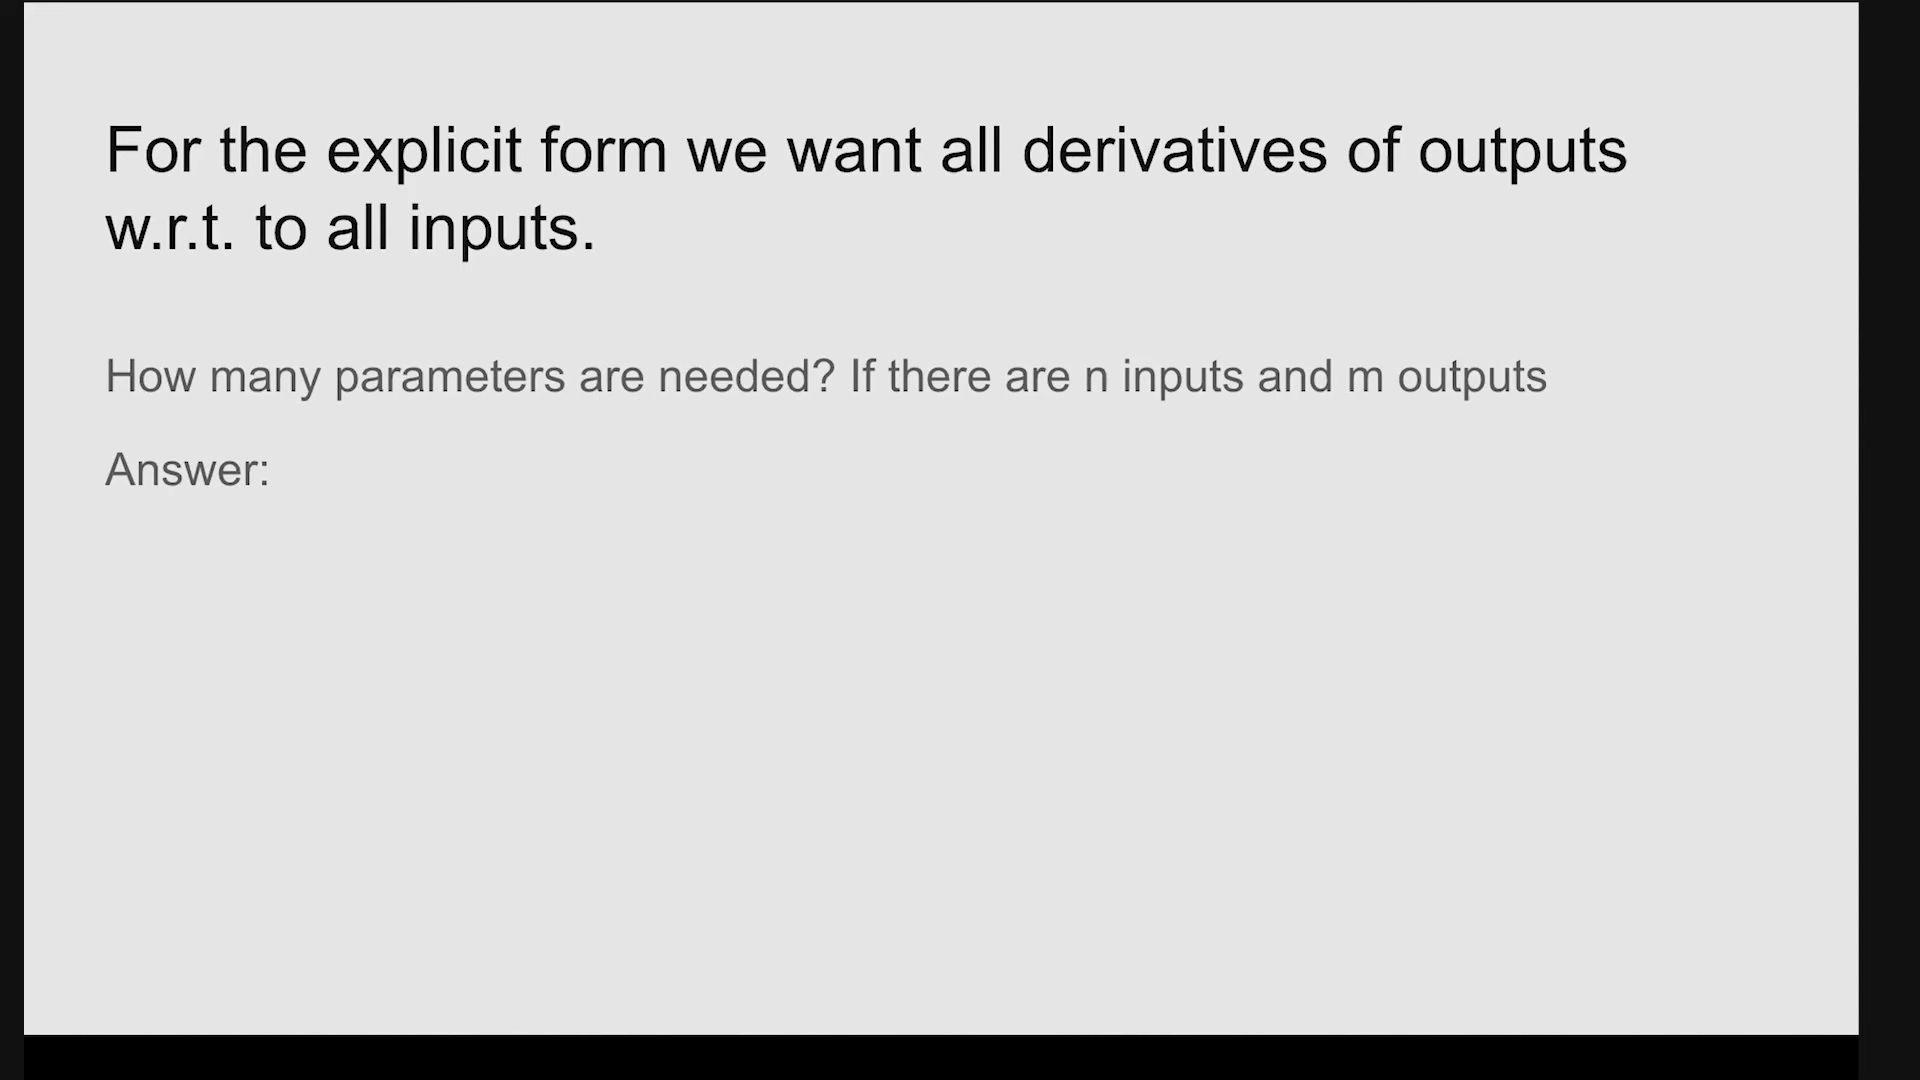 For the explicit form we want all derivatives of outputs
w.r.t. to all inputs.
How many parameters are needed? If there are n inputs and m outputs
Answer: